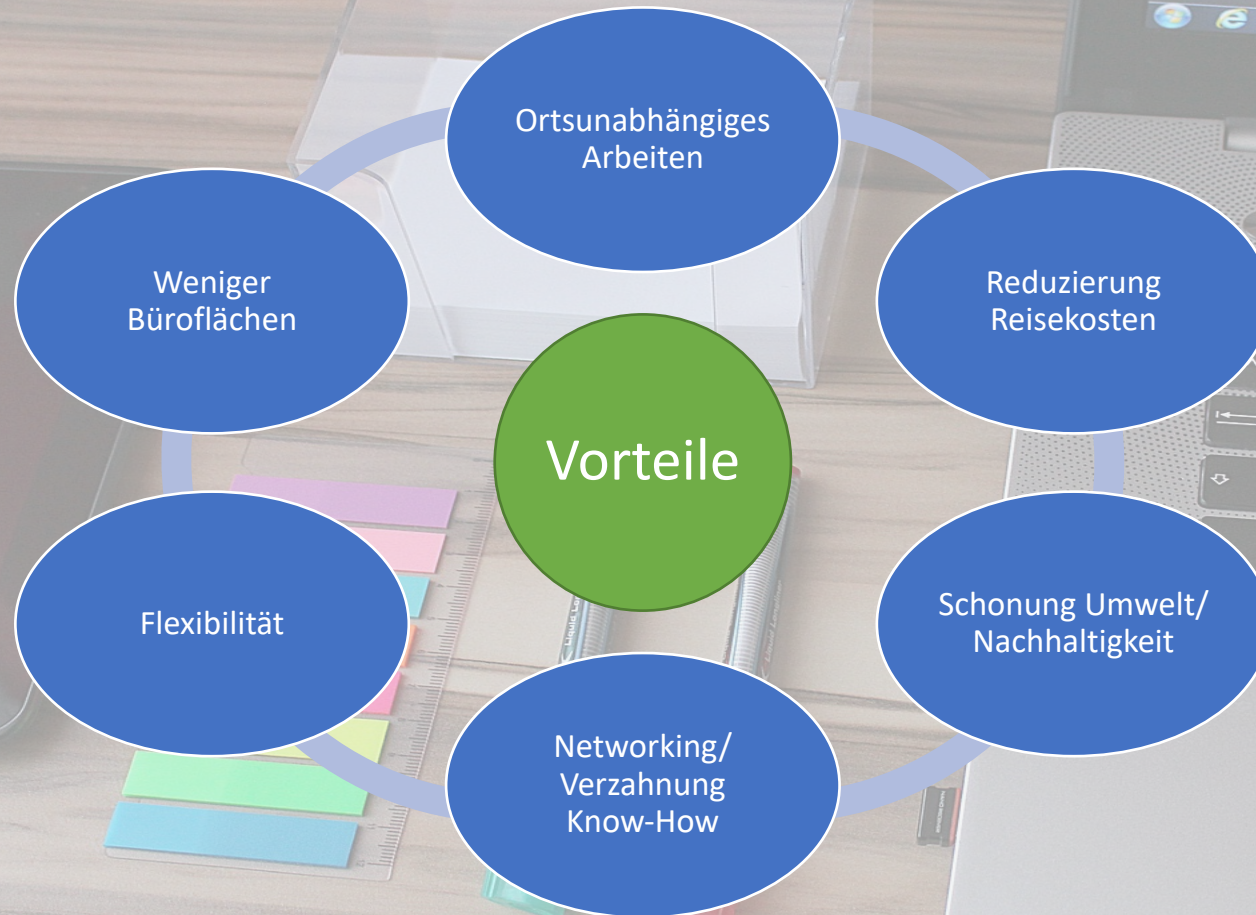 Ortsunabhängiges
Arbeiten
Reduzierung
Reisekosten
Schonung Umwelt/
Nachhaltigkeit
Networking/
Verzahnung
Know-How
Flexibilität
Weniger
Büroflächen
Vorteile